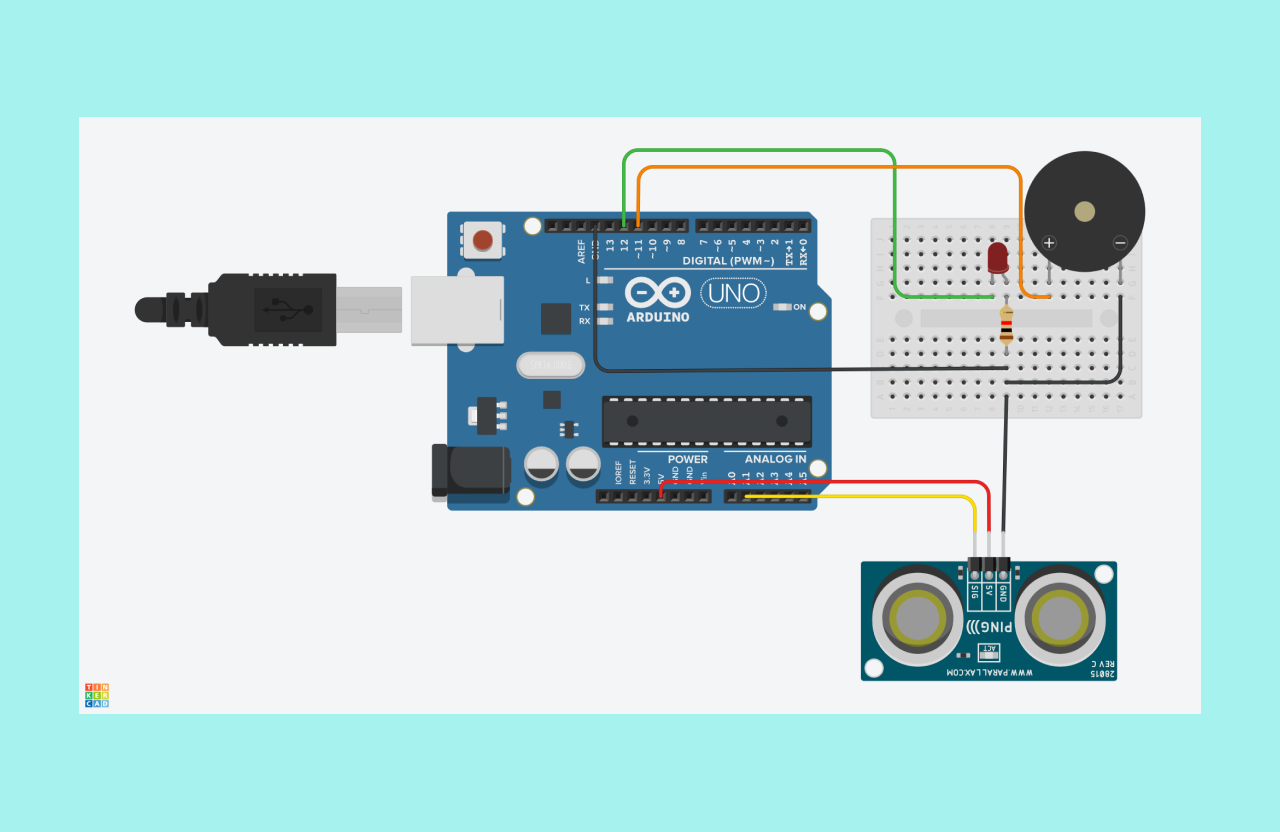 AREF
GND
13
12
~11
~10
~9
8
7
~6
~5
4
~3
2
TX→1
RX←0
DIGITAL (PWM~)
L
TX
RX
ARDUINO
UNO
ON
POWER
ANALOG IN
IOREF
RESET
3.3V
5V
GND
GND
Vin
A0
A1
A2
A3
A4
A5
SIG
5V
GND
PING)))
ACT
WWW.PARALLAX.COM
REV C
28015
TIN
KER
CAD